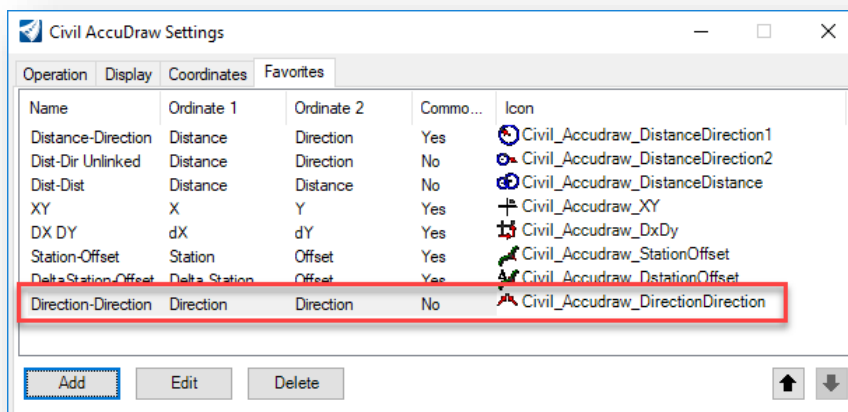 Civil AccuDraw Settings
Operation Display Coordinates Favorites
Name Ordinate 1 Ordinate 2 Commo... Icon
Distance-Direction Distance Direction Yes Civil_Accudraw_DistanceDirection1
Dist-Dir Unlinked Distance Direction No Civil_Accudraw_DistanceDirection2
Dist-Dist Distance Distance No Civil_Accudraw_DistanceDistance
XY X Y Yes Civil_Accudraw_XY
DX DY dX dY Yes Civil_Accudraw_DxDy
Station-Offset Station Offset Yes Civil_Accudraw_StationOffset
DeltaStation-Offset Delta Station Offset Yes Civil_Accudraw_DstationOffset
Direction-Direction Direction Direction No Civil_Accudraw_DirectionDirection
Add Edit Delete